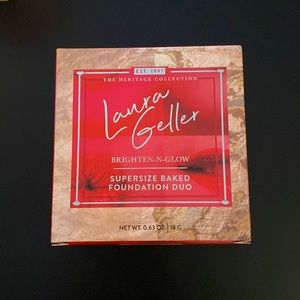 EST. 1997
THE HERITAGE COLLECTION
Laura
Geller
BRIGHTEN-N-GLOW
SUPERSIZE BAKED
FOUNDATION DUO
NET WT. 0.63 OZ | 18 G